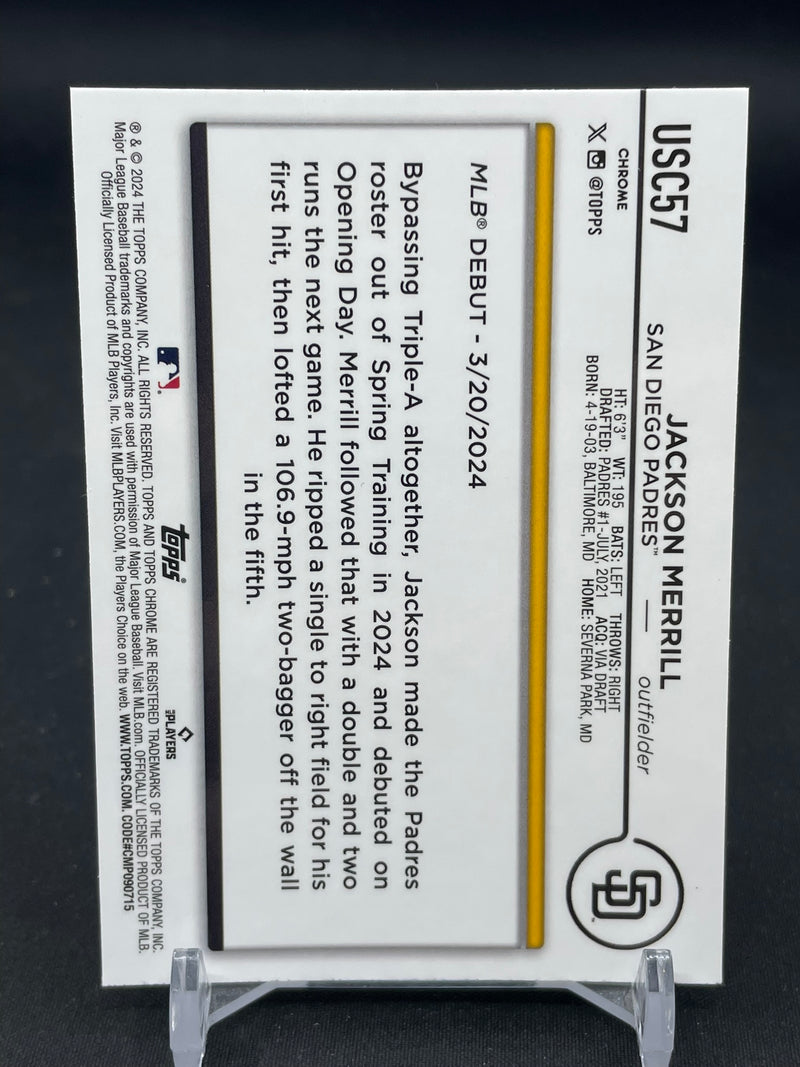 USC57
CHROME
@TOPPS
JACKSON MERRILL
SAN DIEGO PADRES™ — outfielder
HT: 6'3" WT: 195 BATS: LEFT THROWS: RIGHT
DRAFTED: PADRES #1-JULY, 2021 ACQ: VIA DRAFT
BORN: 4-19-03, BALTIMORE, MD HOME: SEVERNA PARK, MD
SD™
MLB® DEBUT - 3/20/2024
Bypassing Triple-A altogether, Jackson made the Padres
roster out of Spring Training in 2024 and debuted on
Opening Day. Merrill followed that with a double and two
runs the next game. He ripped a single to right field for his
first hit, then lofted a 106.9-mph two-bagger off the wall
in the fifth.
topps®
MLBPLAYERS
® & © 2024 THE TOPPS COMPANY, INC. ALL RIGHTS RESERVED. TOPPS AND TOPPS CHROME ARE REGISTERED TRADEMARKS OF THE TOPPS COMPANY, INC.
Major League Baseball trademarks and copyrights are used with permission of Major League Baseball. Visit MLB.com. OFFICIALLY LICENSED PRODUCT OF MLB.
Officially Licensed Product of MLB Players, Inc. Visit MLBPLAYERS.COM, the Players Choice on the web. WWW.TOPPS.COM. CODE#CMP090715